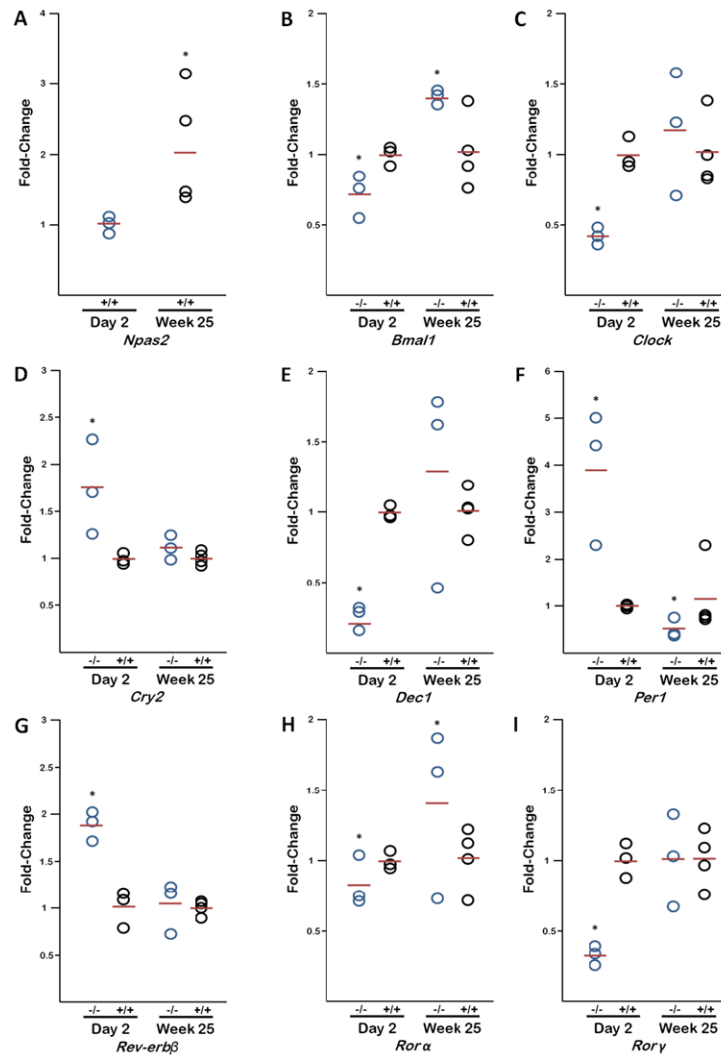 A
Fold-Change
4
3
2
1
*
+/+ +/+
Day 2 Week 25
Npas2
B
Fold-Change
2
1.5
1
0.5
* *
-/- +/+ -/- +/+
Day 2 Week 25
Bmal1
C
Fold-Change
2
1.5
1
0.5
*
-/- +/+ -/- +/+
Day 2 Week 25
Clock
D
Fold-Change
3
2.5
2
1.5
1
0.5
*
-/- +/+ -/- +/+
Day 2 Week 25
Cry2
E
Fold-Change
2
1.5
1
0.5
*
-/- +/+ -/- +/+
Day 2 Week 25
Dec1
F
Fold-Change
6
5
4
3
2
1
* *
-/- +/+ -/- +/+
Day 2 Week 25
Per1
G
Fold-Change
3
2.5
2
1.5
1
0.5
*
-/- +/+ -/- +/+
Day 2 Week 25
Rev-erbβ
H
Fold-Change
2
1.5
1
0.5
* *
-/- +/+ -/- +/+
Day 2 Week 25
Ror α
I
Fold-Change
2
1.5
1
0.5
*
-/- +/+ -/- +/+
Day 2 Week 25
Ror γ